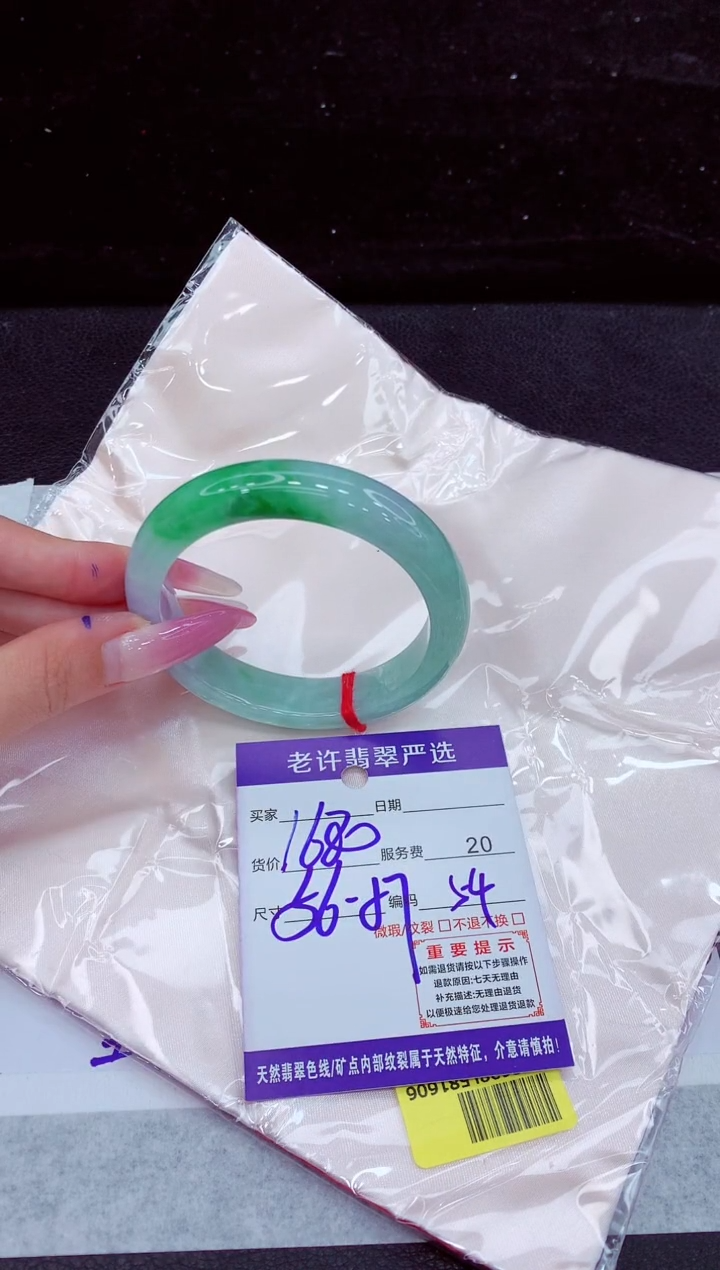 老许翡翠严选
买家 日期
货价 1680 服务费 20
尺寸 56-57 编码 54
微瑕/纹裂 □不退不换 □
重要提示
如需退货请按以下步骤操作
退款原因:七天无理由
补充描述:无理由退货
以便极速给您处理退货退款
天然翡翠色线/矿点内部纹裂属于天然特征，介意请慎拍！
581606